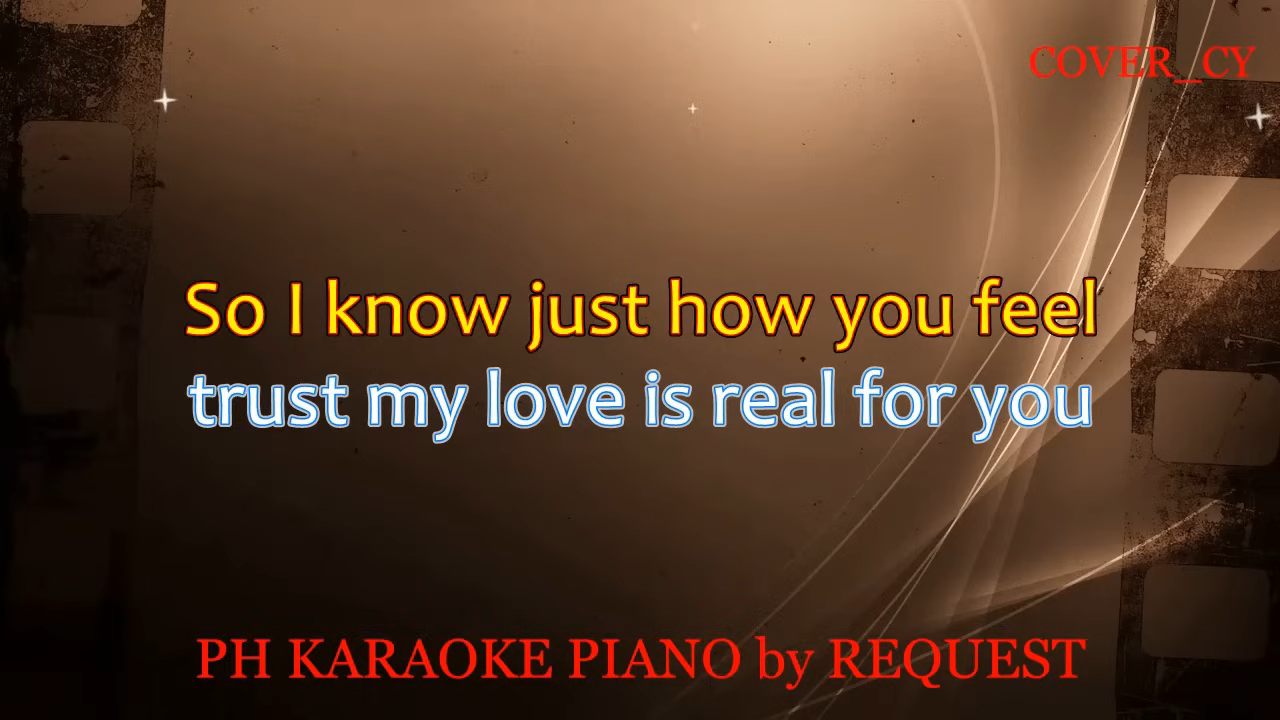 COVER_CY
So I know just how you feel
trust my love is real for you
PH KARAOKE PIANO by REQUEST